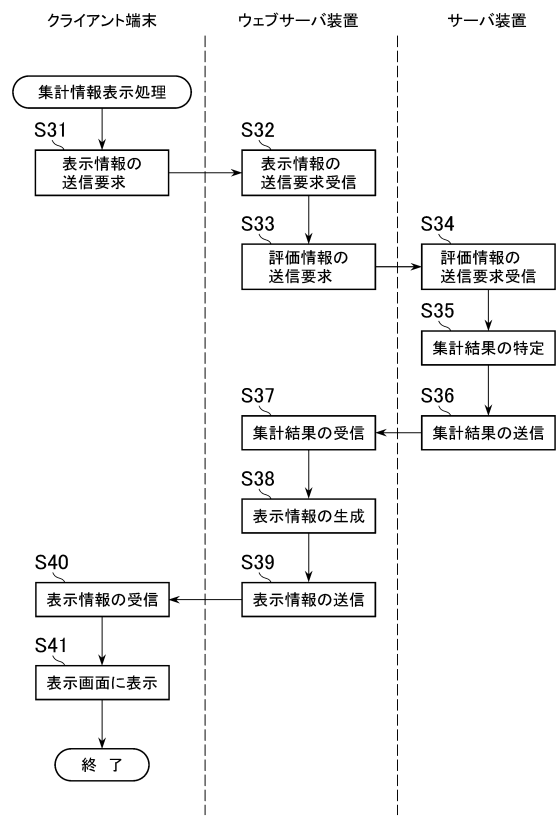 クライアント端末
ウェブサーバ装置
サーバ装置
集計情報表示処理
S31
表示情報の
送信要求
S32
表示情報の
送信要求受信
S33
評価情報の
送信要求
S34
評価情報の
送信要求受信
S35
集計結果の特定
S36
集計結果の送信
S37
集計結果の受信
S38
表示情報の生成
S39
表示情報の送信
S40
表示情報の受信
S41
表示画面に表示
終 了